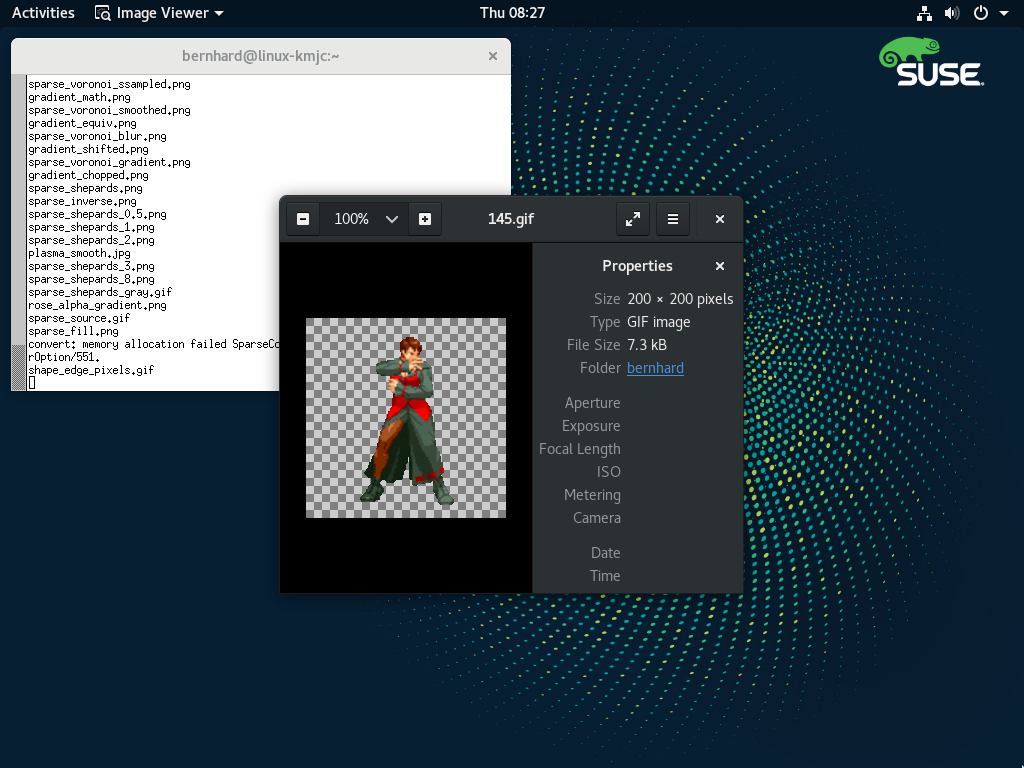 Activities
Image Viewer
Thu 08:27
SUSE
bernhard@linux-kmjc:~
sparse_voronoi_ssampled.png
gradient_math.png
sparse_voronoi_smoothed.png
gradient_equiv.png
sparse_voronoi_blur.png
gradient_shifted.png
sparse_voronoi_gradient.png
gradient_chopped.png
sparse_shepards.png
sparse_inverse.png
sparse_shepards_0.5.png
sparse_shepards_1.png
sparse_shepards_2.png
plasma_smooth.jpg
sparse_shepards_3.png
sparse_shepards_8.png
sparse_shepards_gray.gif
rose_alpha_gradient.png
sparse_source.gif
sparse_fill.png
convert: memory allocation failed SparseCo
rOption/551.
shape_edge_pixels.gif
100%
145.gif
Properties
Size 200 × 200 pixels
Type GIF image
File Size 7.3 kB
Folder bernhard
Aperture
Exposure
Focal Length
ISO
Metering
Camera
Date
Time